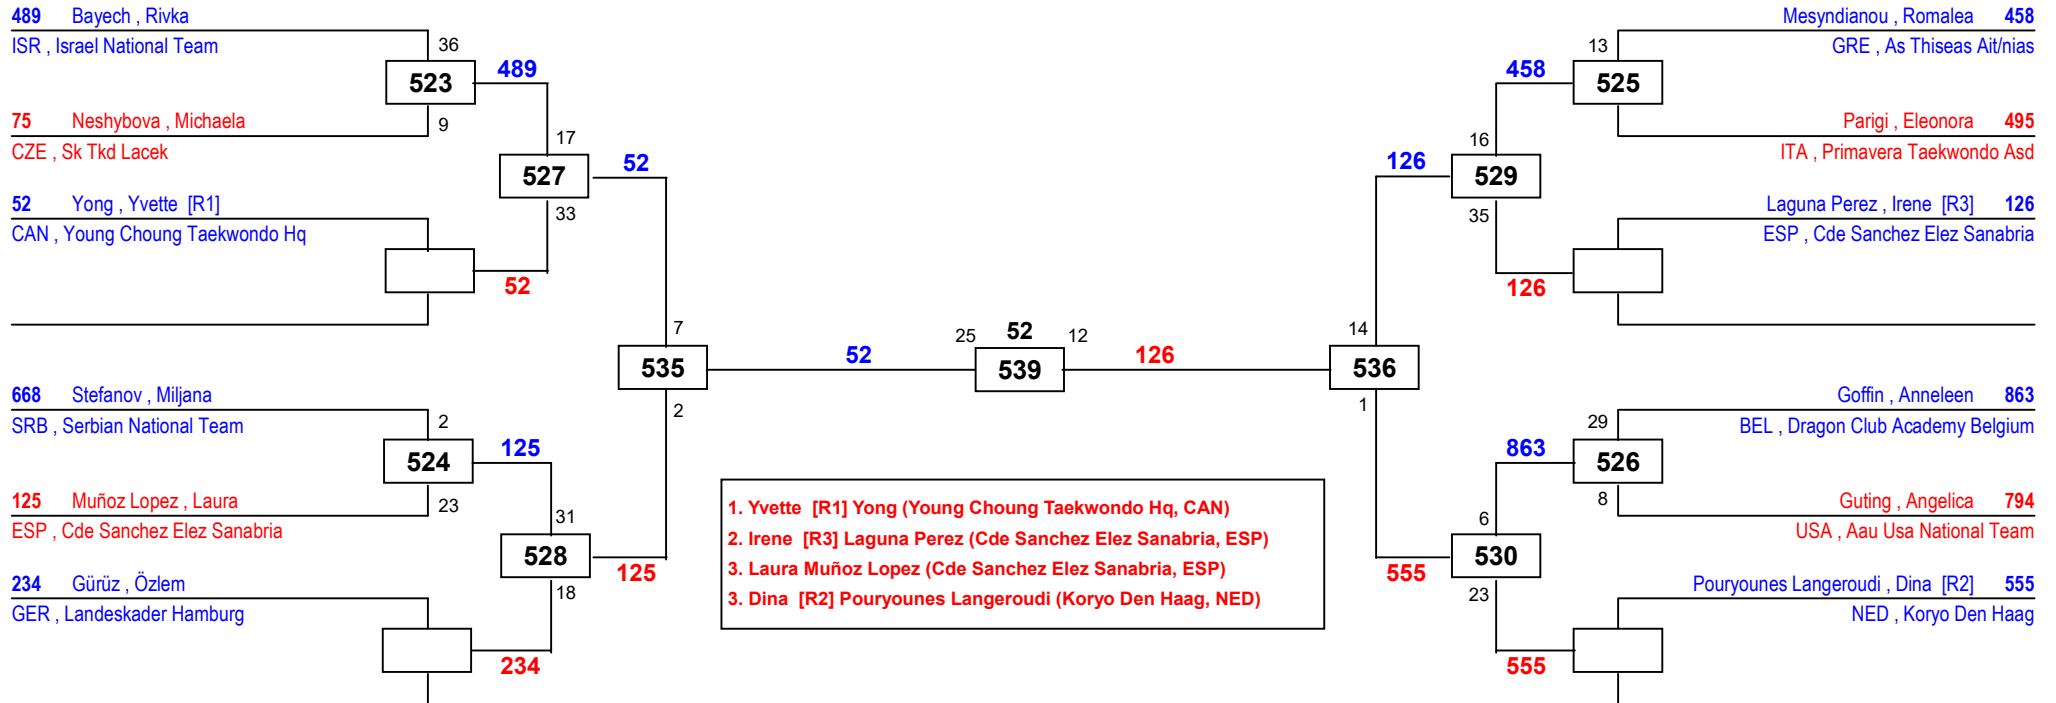 489 Bayech , Rivka
ISR , Israel National Team
36
523
489
9
75 Neshybova , Michaela
CZE , Sk Tkd Lacek
17
527
52
33
52 Yong , Yvette [R1]
CAN , Young Choung Taekwondo Hq
52
7
535
52
2
668 Stefanov , Miljana
SRB , Serbian National Team
2
524
125
23
125 Muñoz Lopez , Laura
ESP , Cde Sanchez Elez Sanabria
31
528
125
18
234 Gürüz , Özlem
GER , Landeskader Hamburg
234
25 52 12
539
126
1. Yvette [R1] Yong (Young Choung Taekwondo Hq, CAN)
2. Irene [R3] Laguna Perez (Cde Sanchez Elez Sanabria, ESP)
3. Laura Muñoz Lopez (Cde Sanchez Elez Sanabria, ESP)
3. Dina [R2] Pouryounes Langeroudi (Koryo Den Haag, NED)
Mesyndianou , Romalea 458
GRE , As Thiseas Ait/nias
13
458
525
Parigi , Eleonora 495
ITA , Primavera Taekwondo Asd
16
126
529
35
Laguna Perez , Irene [R3] 126
ESP , Cde Sanchez Elez Sanabria
126
14
536
1
Goffin , Anneleen 863
BEL , Dragon Club Academy Belgium
29
863
526
8
Guting , Angelica 794
USA , Aau Usa National Team
6
555
530
23
Pouryounes Langeroudi , Dina [R2] 555
NED , Koryo Den Haag
555